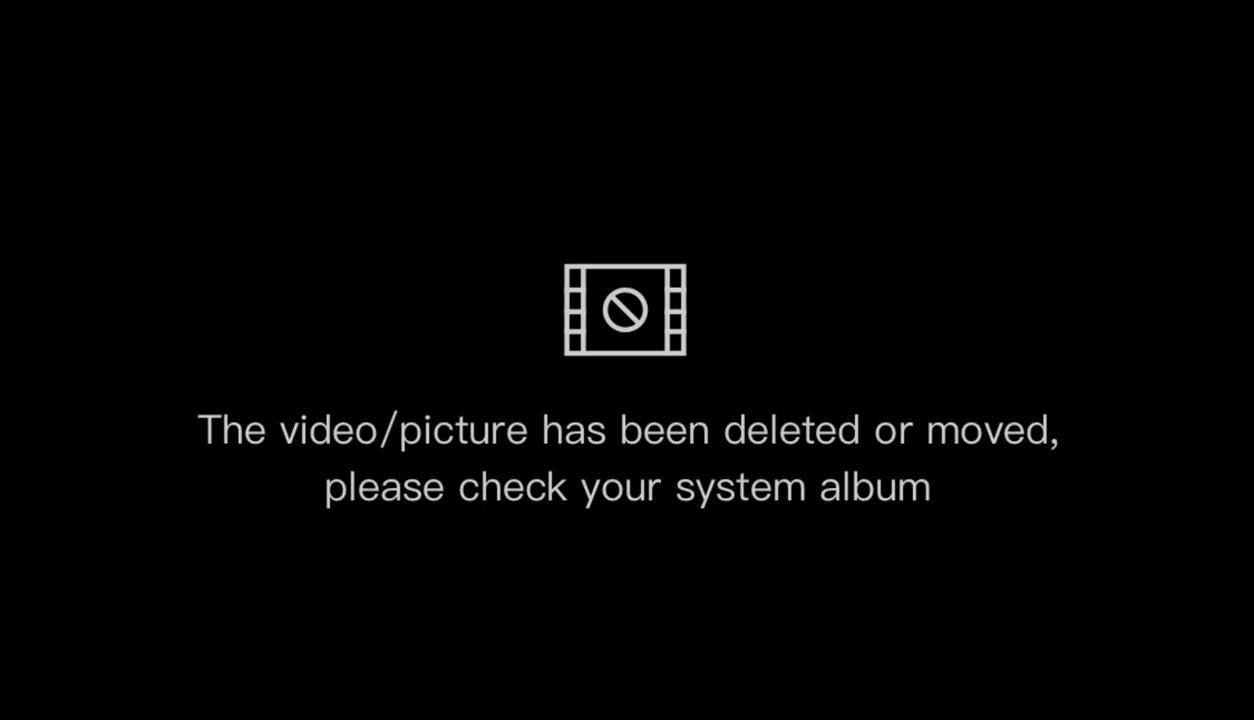 The video/picture has been deleted or moved,
please check your system album